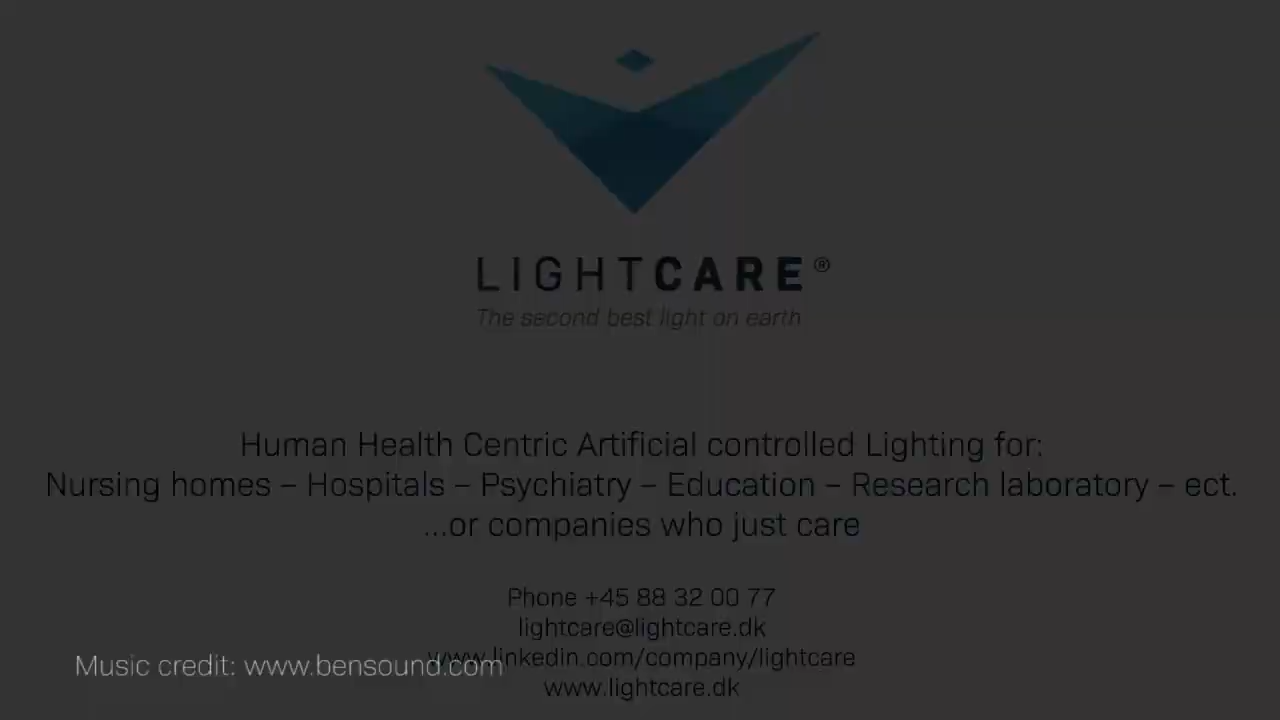 LIGHTCARE®
The second best light on earth
Human Health Centric Artificial controlled Lighting for:
Nursing homes – Hospitals – Psychiatry – Education – Research laboratory – ect.
...or companies who just care
Phone +45 88 32 00 77
lightcare@lightcare.dk
www.linkedin.com/company/lightcare
Music credit: www.bensound.com
www.lightcare.dk